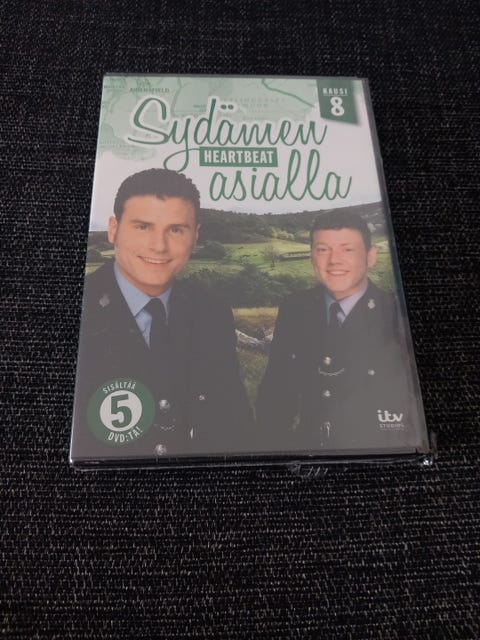 KAUSI
8
Sydämen
HEARTBEAT
asialla
SISÄLTÄÄ
5
DVD:TÄ!
itv
STUDIOS